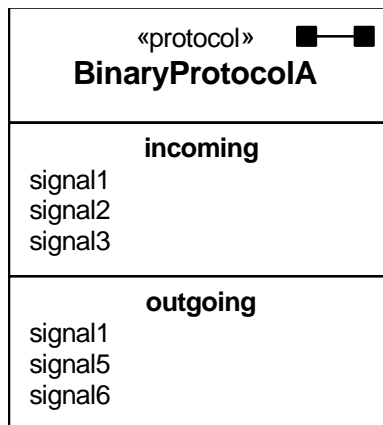 «protocol»
BinaryProtocolA
incoming
signal1
signal2
signal3
outgoing
signal1
signal5
signal6